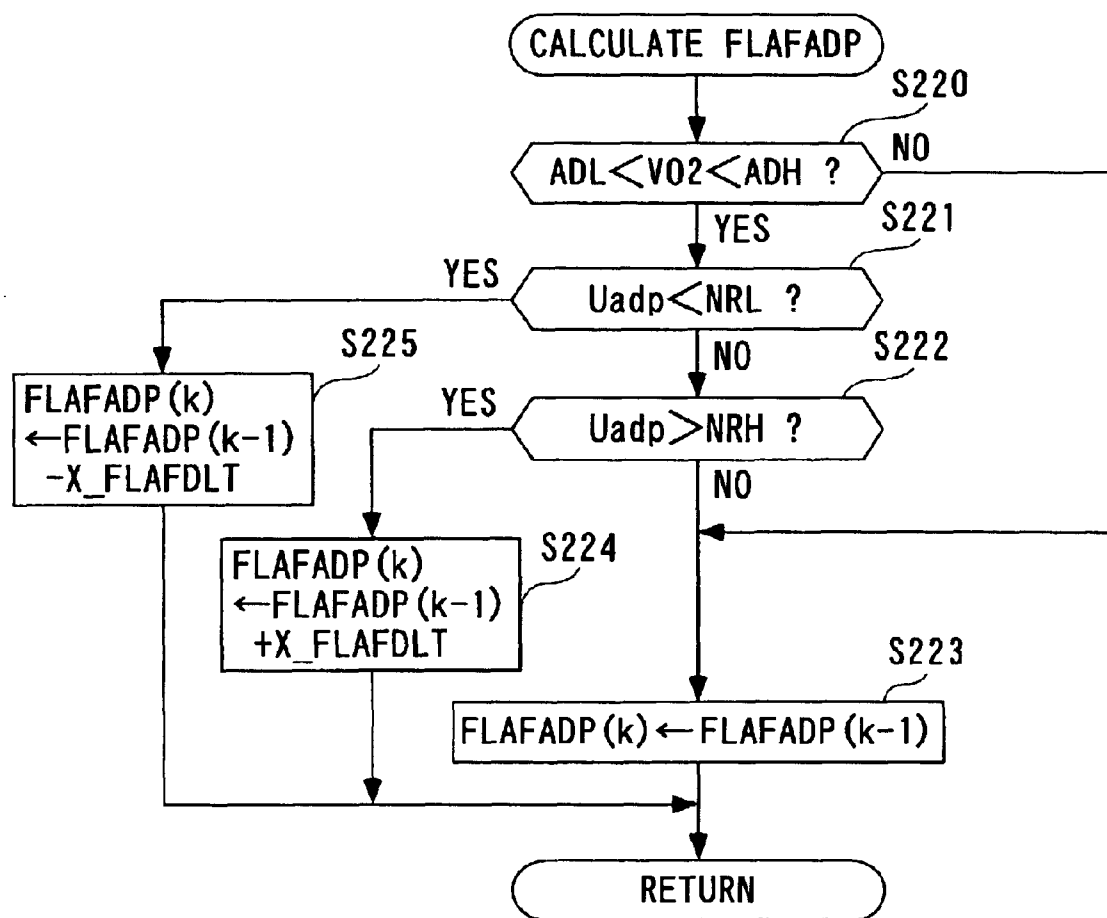 CALCULATE FLAFADP
S220
ADL<VO2<ADH ?
NO
YES
S221
Uadp<NRL ?
YES
NO
S222
Uadp>NRH ?
YES
NO
S225
FLAFADP(k)
←FLAFADP(k-1)
-X_FLAFDLT
S224
FLAFADP(k)
←FLAFADP(k-1)
+X_FLAFDLT
S223
FLAFADP(k)←FLAFADP(k-1)
RETURN